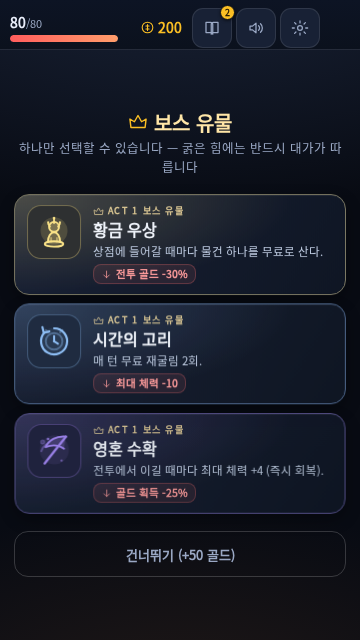 80/80
200
2
보스 유물
하나만 선택할 수 있습니다 — 굵은 힘에는 반드시 대가가 따
릅니다
ACT 1 보스 유물
황금 우상
상점에 들어갈 때마다 물건 하나를 무료로 산다.
↓ 전투 골드 -30%
ACT 1 보스 유물
시간의 고리
매 턴 무료 재굴림 2회.
↓ 최대 체력 -10
ACT 1 보스 유물
영혼 수확
전투에서 이길 때마다 최대 체력 +4 (즉시 회복).
↓ 골드 획득 -25%
건너뛰기 (+50 골드)